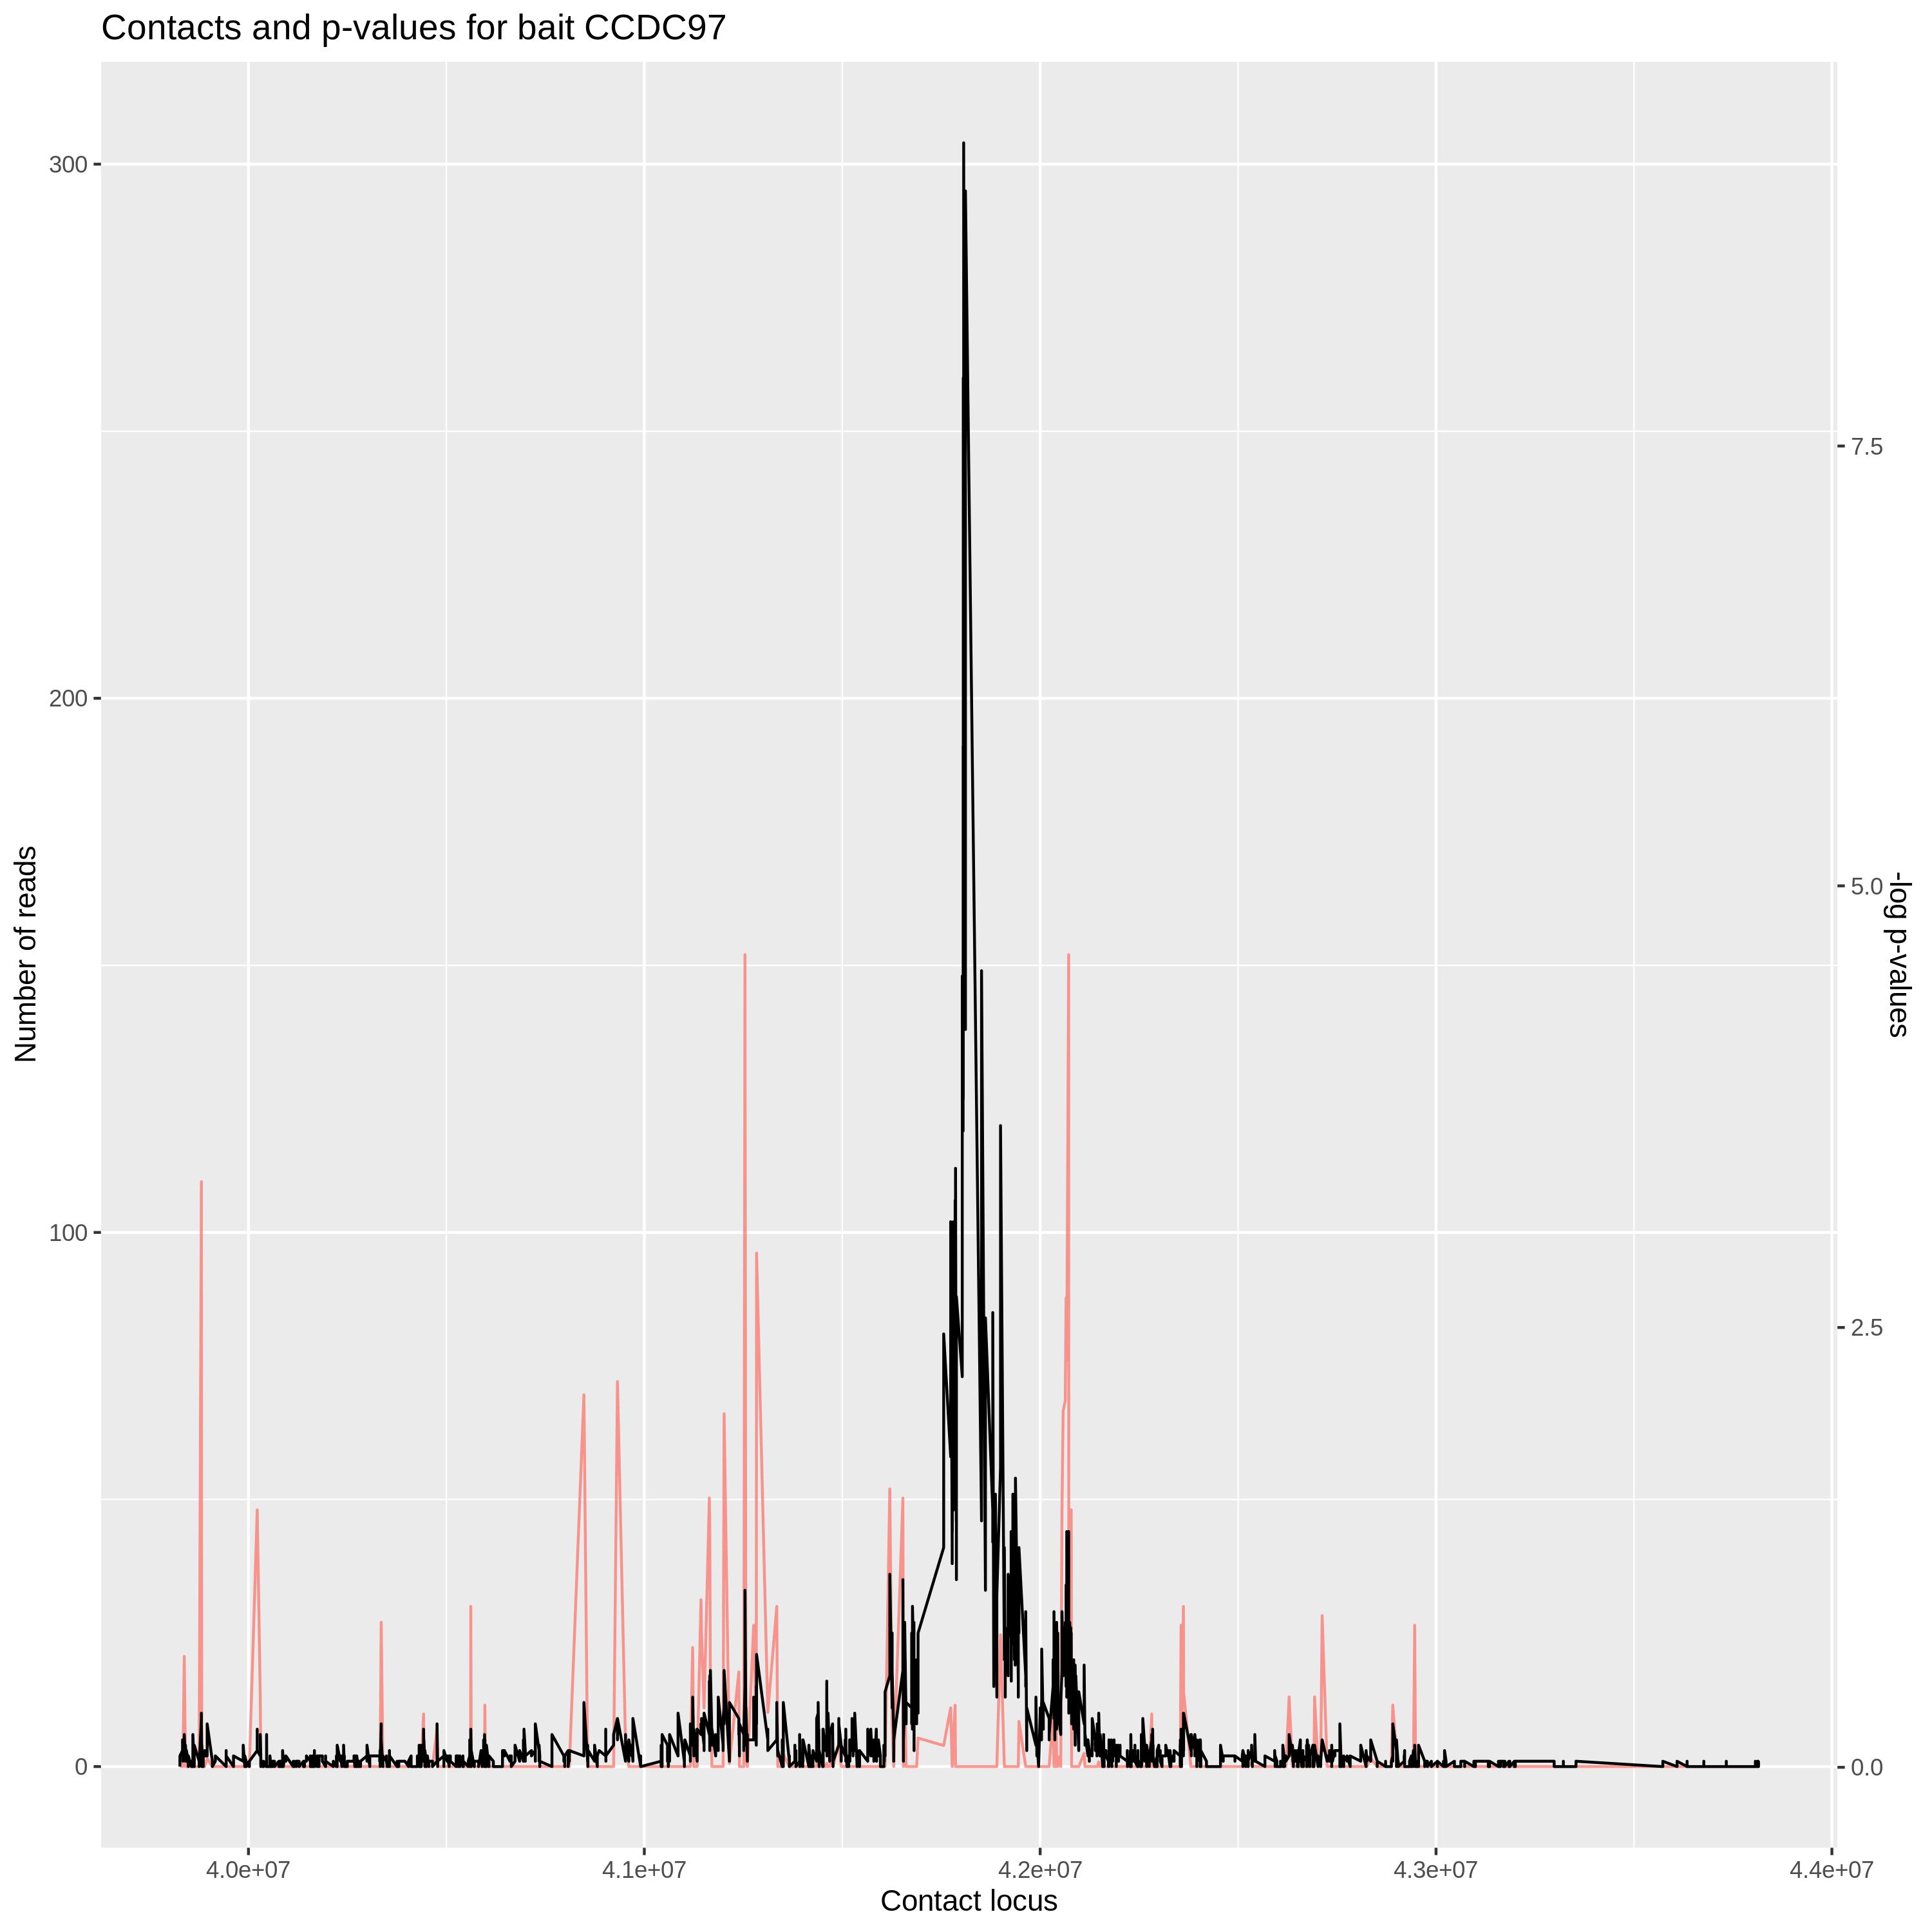 Contacts and p-values for bait CCDC97
300
200
100
0
Number of reads
7.5
5.0
2.5
0.0
-log p-values
4.0e+07 4.1e+07 4.2e+07 4.3e+07 4.4e+07
Contact locus